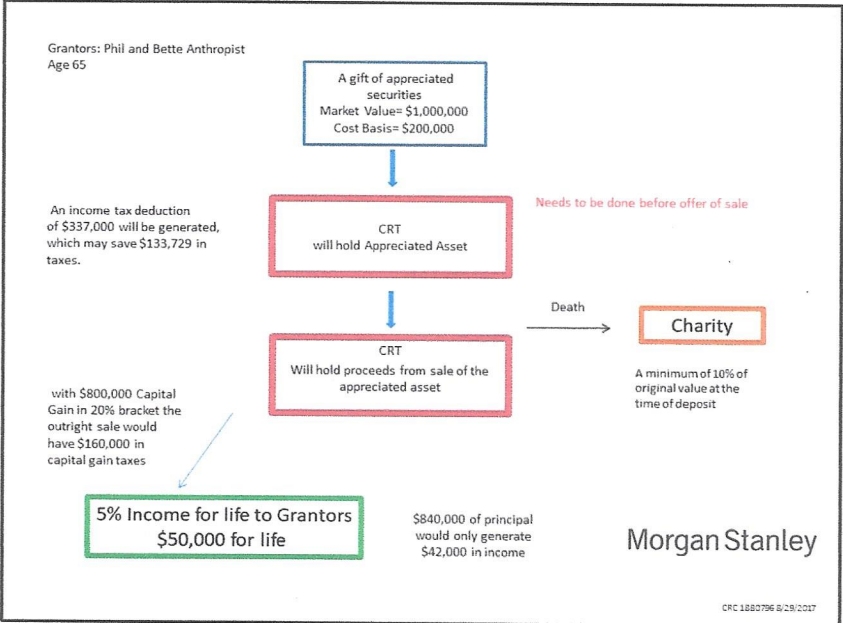 Grantors: Phil and Bette Anthropist
Age 65
A gift of appreciated
securities
Market Value= $1,000,000
Cost Basis= $200,000
Needs to be done before offer of sale
An income tax deduction
of $337,000 will be generated,
which may save $133,729 in
taxes.
CRT
will hold Appreciated Asset
Death
Charity
CRT
Will hold proceeds from sale of the
appreciated asset
A minimum of 10% of
original value at the
time of deposit
with $800,000 Capital
Gain in 20% bracket the
outright sale would
have $160,000 in
capital gain taxes
5% Income for life to Grantors
$50,000 for life
$840,000 of principal
would only generate
$42,000 in income
Morgan Stanley
CRC 1880796 8/29/2017